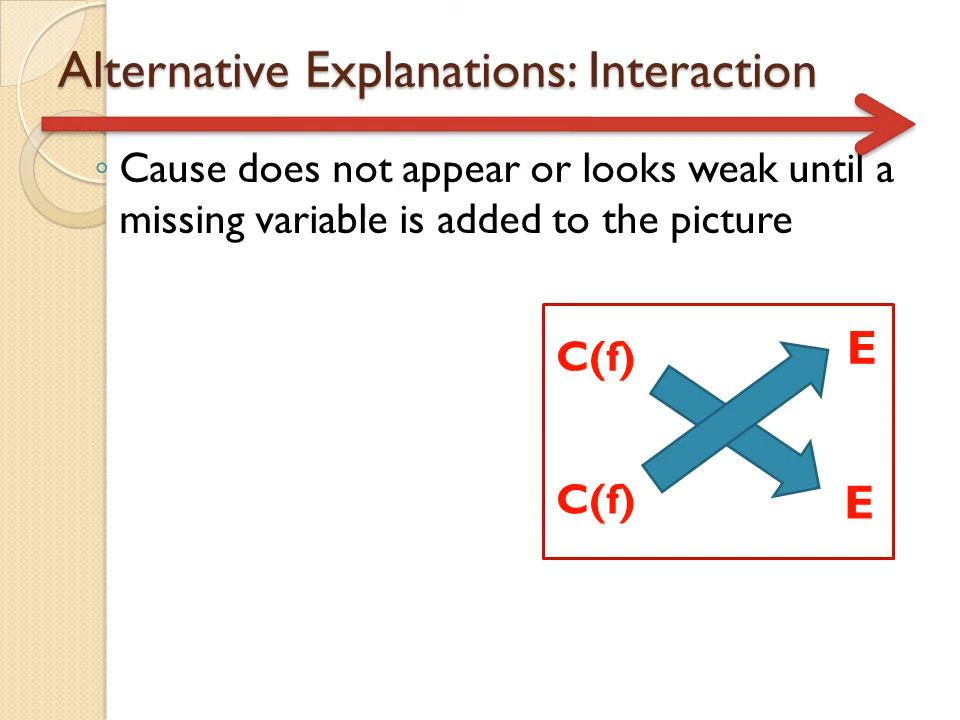 Alternative Explanations: Interaction
◦ Cause does not appear or looks weak until a
missing variable is added to the picture
C(f)
E
C(f)
E